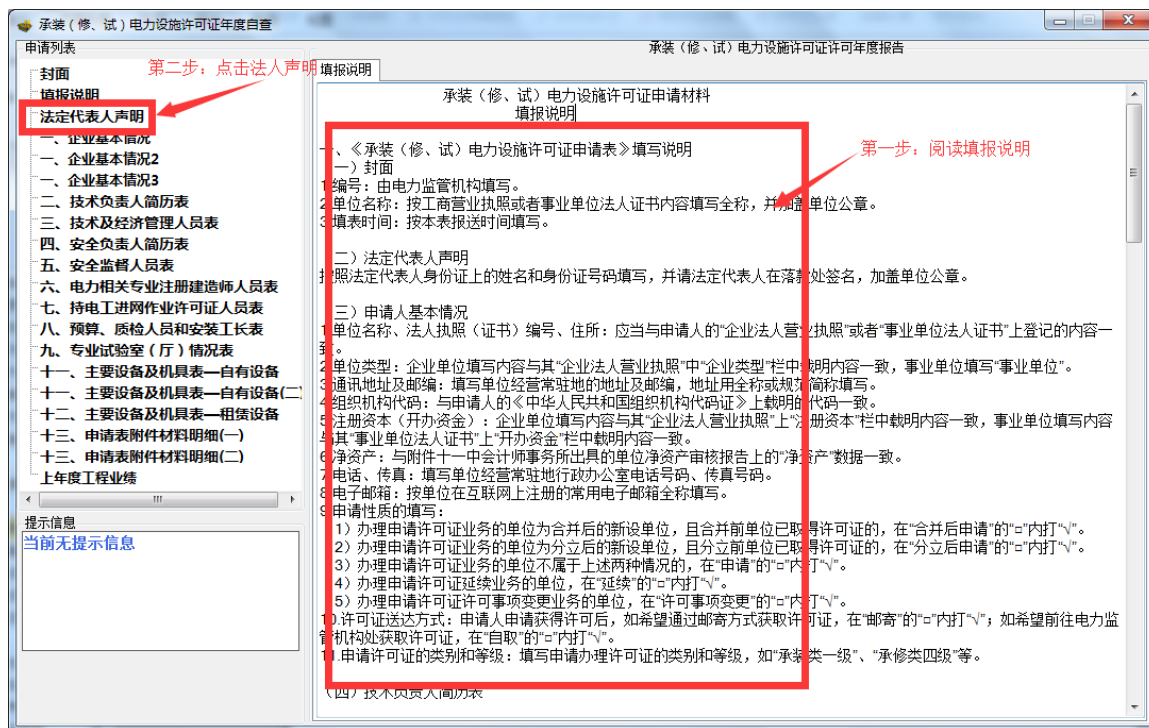 承装（修、试）电力设施许可证年度自查
申请列表
承装（修、试）电力设施许可证许可年度报告
封面
填报说明
法定代表人声明
一、企业基本情况
一、企业基本情况2
一、企业基本情况3
二、技术负责人简历表
三、技术及经济管理人员表
四、安全负责人简历表
五、安全监督人员表
六、电力相关专业注册建造师人员表
七、持电工进网作业许可证人员表
八、预算、质检人员和安装工长表
九、专业试验室（厅）情况表
十一、主要设备及机具表—自有设备
十一、主要设备及机具表—自有设备(二)
十二、主要设备及机具表—租赁设备
十三、申请表附件材料明细(一)
十三、申请表附件材料明细(二)
上年度工程业绩
第二步：点击法人声明
提示信息
当前无提示信息
填报说明
承装（修、试）电力设施许可证申请材料
填报说明
第一步：阅读填报说明
一、《承装（修、试）电力设施许可证申请表》填写说明
（一）封面
1.编号：由电力监管机构填写。
2.单位名称：按工商营业执照或者事业单位法人证书内容填写全称，并加盖单位公章。
3.填表时间：按本表报送时间填写。
（二）法定代表人声明
按照法定代表人身份证上的姓名和身份证号码填写，并请法定代表人在落款处签名，加盖单位公章。
（三）申请人基本情况
1.单位名称、法人执照（证书）编号、住所：应当与申请人的“企业法人营业执照”或者“事业单位法人证书”上登记的内容一
致。
2.单位类型：企业单位填写内容与其“企业法人营业执照”中“企业类型”栏中载明内容一致，事业单位填写“事业单位”。
3.通讯地址及邮编：填写单位经营常驻地的地址及邮编，地址用全称或规范简称填写。
4.组织机构代码：与申请人的《中华人民共和国组织机构代码证》上载明的代码一致。
5.注册资本（开办资金）：企业单位填写内容与其“企业法人营业执照”上“注册资本”栏中载明内容一致，事业单位填写内容
与其“事业单位法人证书”上“开办资金”栏中载明内容一致。
6.净资产：与附件十一中会计师事务所出具的单位净资产审核报告上的“净资产”数据一致。
7.电话、传真：填写单位经营常驻地行政办公室电话号码、传真号码。
8.电子邮箱：按单位在互联网上注册的常用电子邮箱全称填写。
9.申请性质的填写：
（1）办理申请许可证业务的单位为合并后的新设单位，且合并前单位已取得许可证的，在“合并后申请”的“□”内打“√”。
（2）办理申请许可证业务的单位为分立后的新设单位，且分立前单位已取得许可证的，在“分立后申请”的“□”内打“√”。
（3）办理申请许可证业务的单位不属于上述两种情况的，在“申请”的“□”内打“√”。
（4）办理申请许可证延续业务的单位，在“延续”的“□”内打“√”。
（5）办理申请许可证许可事项变更业务的单位，在“许可事项变更”的“□”内打“√”。
10.许可证送达方式：申请人申请获得许可后，如希望通过邮寄方式获取许可证，在“邮寄”的“□”内打“√”；如希望前往电力监
管机构处获取许可证，在“自取”的“□”内打“√”。
11.申请许可证的类别和等级：填写申请办理许可证的类别和等级，如“承装类一级”、“承修类四级”等。
（四）技术负责人简历表